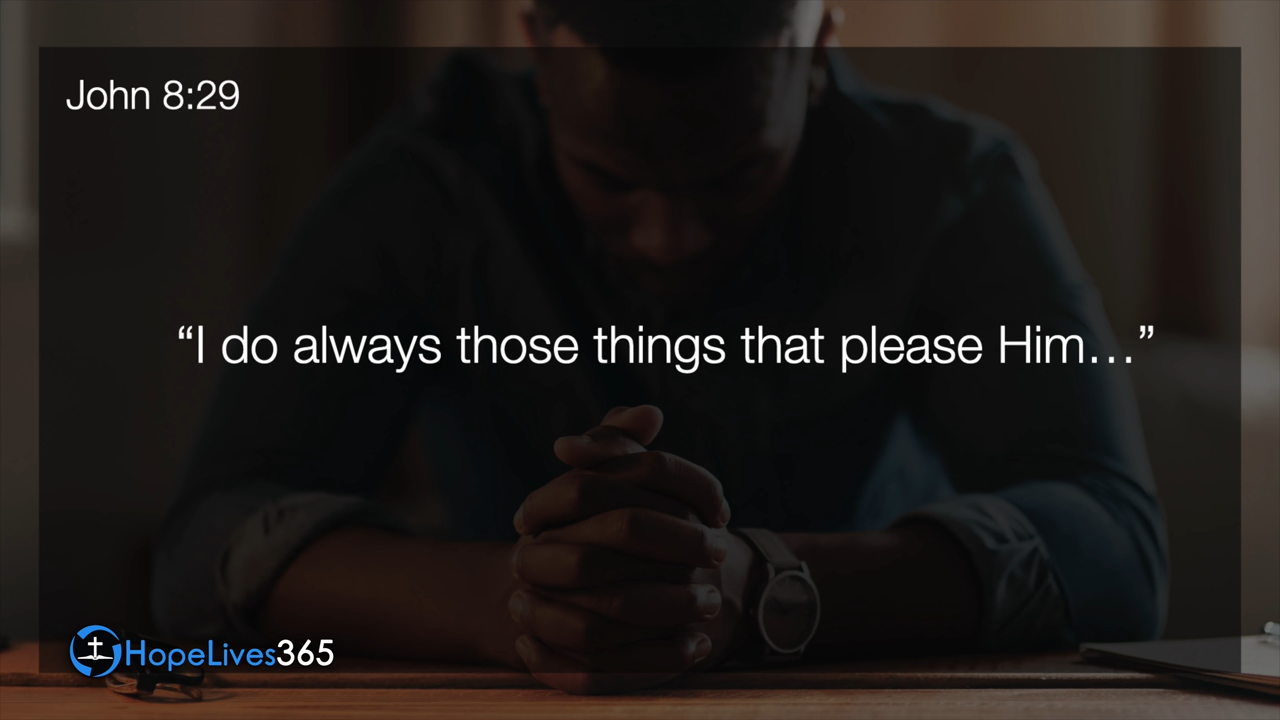 John 8:29
“I do always those things that please Him…”
HopeLives365